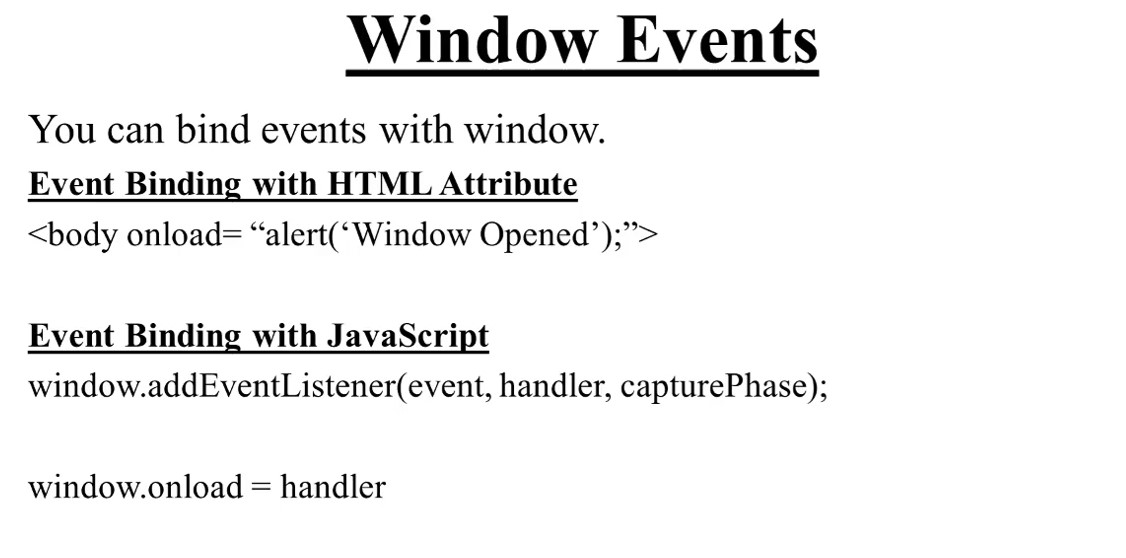 Window Events
You can bind events with window.
Event Binding with HTML Attribute
<body onload= “alert(‘Window Opened’);”>
Event Binding with JavaScript
window.addEventListener(event, handler, capturePhase);
window.onload = handler